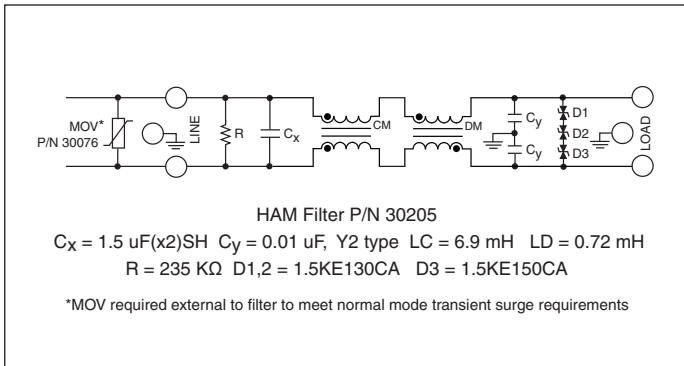 MOV*
P/N 30076
LINE
R
Cx
CM
DM
Cy
Cy
D1
D2
D3
LOAD
HAM Filter P/N 30205
Cx = 1.5 uF(x2)SH Cy = 0.01 uF, Y2 type LC = 6.9 mH LD = 0.72 mH
R = 235 KΩ D1,2 = 1.5KE130CA D3 = 1.5KE150CA
*MOV required external to filter to meet normal mode transient surge requirements